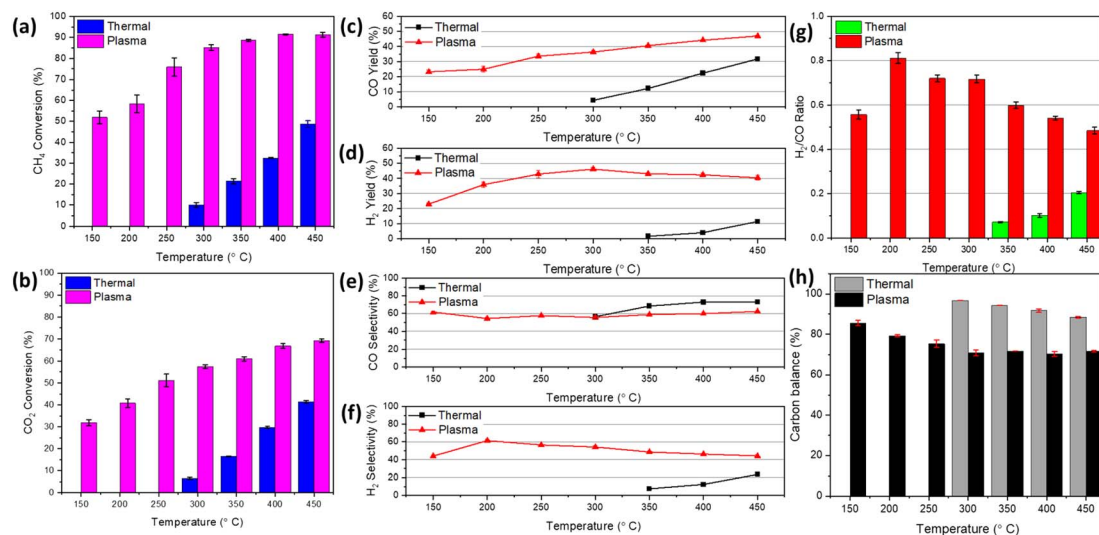 (a)
Thermal
Plasma
CH4 Conversion (%)
100
90
80
70
60
50
40
30
20
10
0
150 200 250 300 350 400 450
Temperature (° C)
(b)
Thermal
Plasma
CO2 Conversion (%)
100
90
80
70
60
50
40
30
20
10
0
150 200 250 300 350 400 450
Temperature (° C)
(c)
Thermal
Plasma
CO Yield (%)
60
50
40
30
20
10
0
150 200 250 300 350 400 450
Temperature (° C)
(d)
Thermal
Plasma
H2 Yield (%)
60
50
40
30
20
10
0
150 200 250 300 350 400 450
Temperature (° C)
(e)
Thermal
Plasma
CO Selectivity (%)
100
80
60
40
20
0
150 200 250 300 350 400 450
Temperature (° C)
(f)
Thermal
Plasma
H2 Selectivity (%)
100
80
60
40
20
0
150 200 250 300 350 400 450
Temperature (° C)
(g)
Thermal
Plasma
H2/CO Ratio
1.0
0.8
0.6
0.4
0.2
0.0
150 200 250 300 350 400 450
Temperature (° C)
(h)
Thermal
Plasma
Carbon balance (%)
100
80
60
40
20
0
150 200 250 300 350 400 450
Temperature (° C)